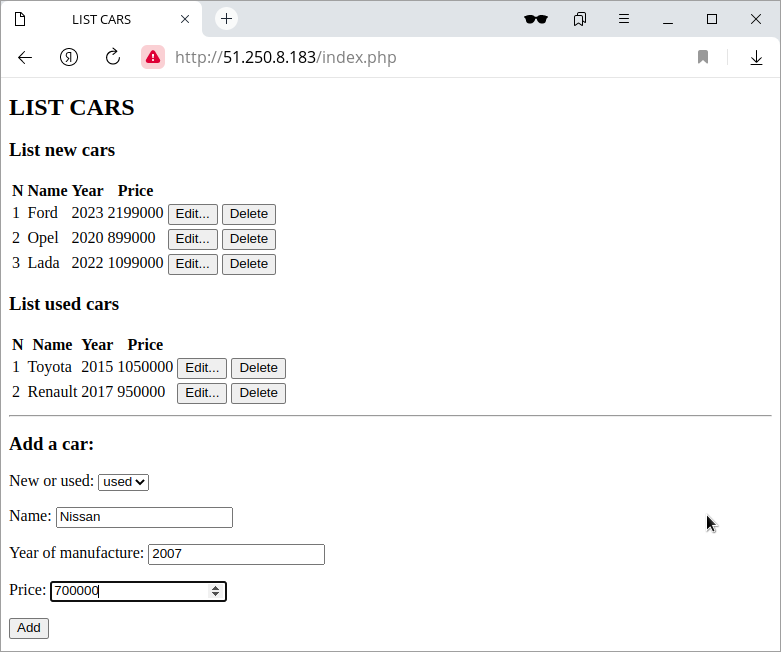 LIST CARS
http://51.250.8.183/index.php
LIST CARS
List new cars
N Name Year Price
1 Ford 2023 2199000 Edit... Delete
2 Opel 2020 899000 Edit... Delete
3 Lada 2022 1099000 Edit... Delete
List used cars
N Name Year Price
1 Toyota 2015 1050000 Edit... Delete
2 Renault 2017 950000 Edit... Delete
Add a car:
New or used: used
Name: Nissan
Year of manufacture: 2007
Price: 700000
Add